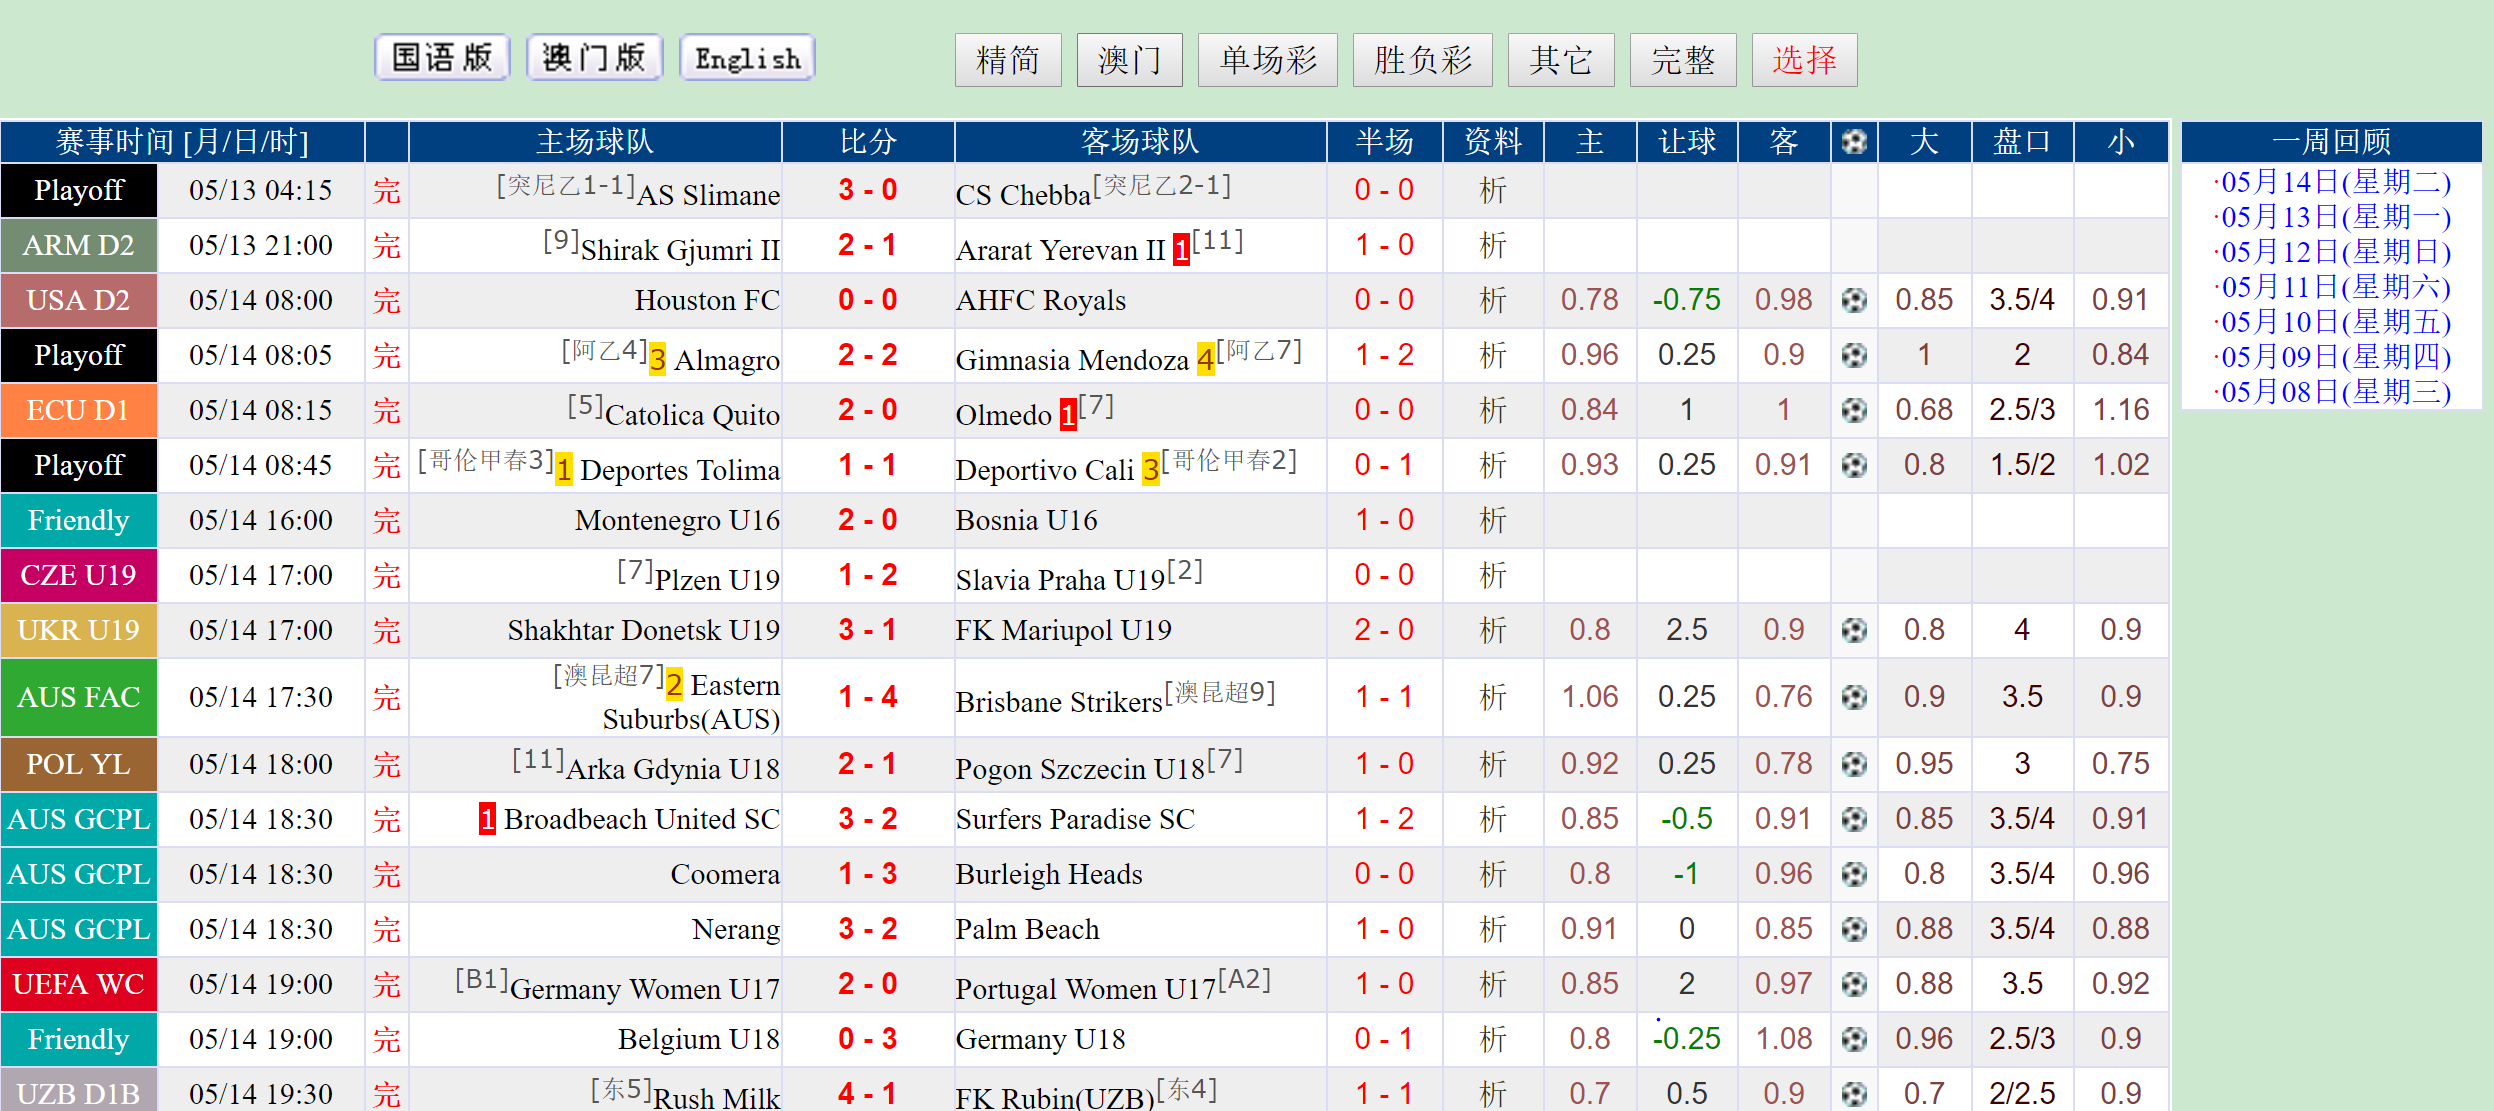 国语版 澳门版 English 精简 澳门 单场彩 胜负彩 其它 完整 选择
赛事时间 [月/日/时] 主场球队 比分 客场球队 半场 资料 主 让球 客 大 盘口 小
Playoff 05/13 04:15 完 [突尼乙1-1]AS Slimane 3 - 0 CS Chebba[突尼乙2-1] 0 - 0 析
ARM D2 05/13 21:00 完 [9]Shirak Gjumri II 2 - 1 Ararat Yerevan II 1[11] 1 - 0 析
USA D2 05/14 08:00 完 Houston FC 0 - 0 AHFC Royals 0 - 0 析 0.78 -0.75 0.98 0.85 3.5/4 0.91
Playoff 05/14 08:05 完 [阿乙4]3 Almagro 2 - 2 Gimnasia Mendoza 4[阿乙7] 1 - 2 析 0.96 0.25 0.9 1 2 0.84
ECU D1 05/14 08:15 完 [5]Catolica Quito 2 - 0 Olmedo 1[7] 0 - 0 析 0.84 1 1 0.68 2.5/3 1.16
Playoff 05/14 08:45 完 [哥伦甲春3]1 Deportes Tolima 1 - 1 Deportivo Cali 3[哥伦甲春2] 0 - 1 析 0.93 0.25 0.91 0.8 1.5/2 1.02
Friendly 05/14 16:00 完 Montenegro U16 2 - 0 Bosnia U16 1 - 0 析
CZE U19 05/14 17:00 完 [7]Plzen U19 1 - 2 Slavia Praha U19[2] 0 - 0 析
UKR U19 05/14 17:00 完 Shakhtar Donetsk U19 3 - 1 FK Mariupol U19 2 - 0 析 0.8 2.5 0.9 0.8 4 0.9
AUS FAC 05/14 17:30 完 [澳昆超7]2 Eastern
Suburbs(AUS) 1 - 4 Brisbane Strikers[澳昆超9] 1 - 1 析 1.06 0.25 0.76 0.9 3.5 0.9
POL YL 05/14 18:00 完 [11]Arka Gdynia U18 2 - 1 Pogon Szczecin U18[7] 1 - 0 析 0.92 0.25 0.78 0.95 3 0.75
AUS GCPL 05/14 18:30 完 1 Broadbeach United SC 3 - 2 Surfers Paradise SC 1 - 2 析 0.85 -0.5 0.91 0.85 3.5/4 0.91
AUS GCPL 05/14 18:30 完 Coomera 1 - 3 Burleigh Heads 0 - 0 析 0.8 -1 0.96 0.8 3.5/4 0.96
AUS GCPL 05/14 18:30 完 Nerang 3 - 2 Palm Beach 1 - 0 析 0.91 0 0.85 0.88 3.5/4 0.88
UEFA WC 05/14 19:00 完 [B1]Germany Women U17 2 - 0 Portugal Women U17[A2] 1 - 0 析 0.85 2 0.97 0.88 3.5 0.92
Friendly 05/14 19:00 完 Belgium U18 0 - 3 Germany U18 0 - 1 析 0.8 -0.25 1.08 0.96 2.5/3 0.9
UZB D1B 05/14 19:30 完 [东5]Rush Milk 4 - 1 FK Rubin(UZB)[东4] 1 - 1 析 0.7 0.5 0.9 0.7 2/2.5 0.9
一周回顾
·05月14日(星期二)
·05月13日(星期一)
·05月12日(星期日)
·05月11日(星期六)
·05月10日(星期五)
·05月09日(星期四)
·05月08日(星期三)